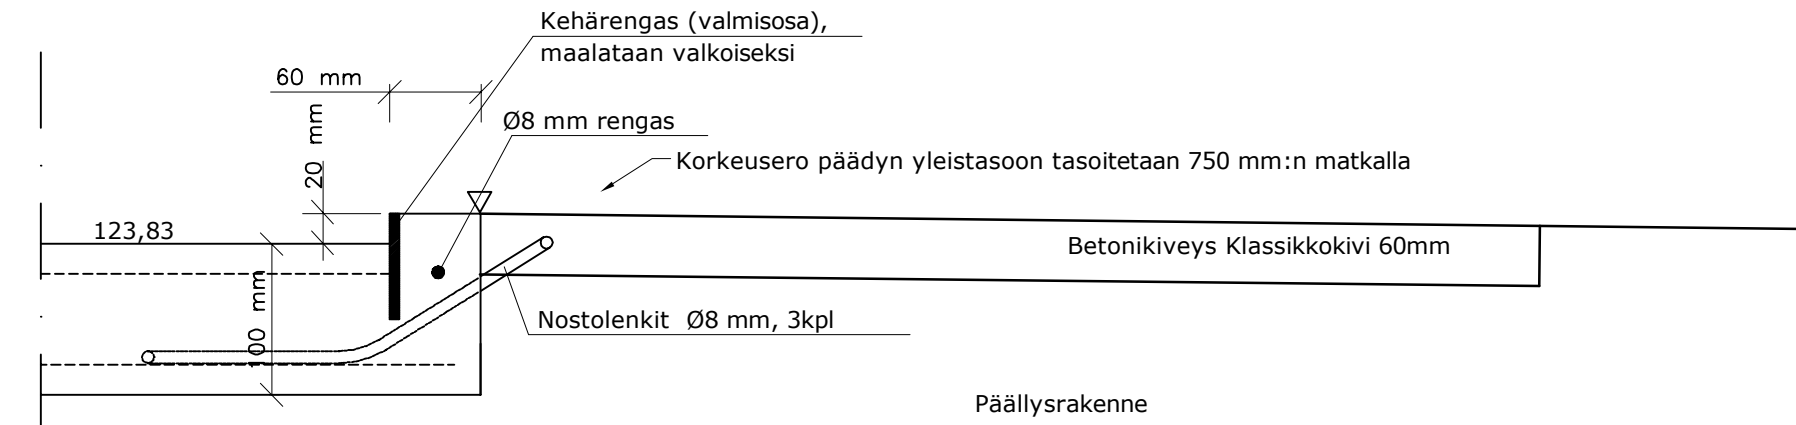 Kehärengas (valmisosa),
maalataan valkoiseksi
60 mm
Ø8 mm rengas
20 mm
Korkeusero päädyn yleistasoon tasoitetaan 750 mm:n matkalla
123,83
Betonikiveys Klassikkokivi 60mm
100 mm
Nostolenkit Ø8 mm, 3kpl
Päällysrakenne